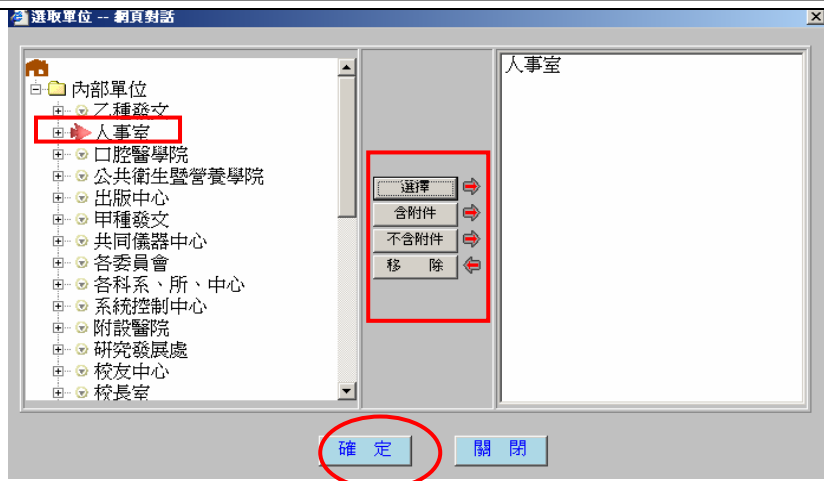 選取單位 -- 網頁對話
內部單位
乙種發文
人事室
口腔醫學院
公共衛生暨營養學院
出版中心
甲種發文
共同儀器中心
各委員會
各科系、所、中心
系統控制中心
附設醫院
研究發展處
校友中心
校長室
選擇
含附件
不含附件
移 除
人事室
確 定
關 閉